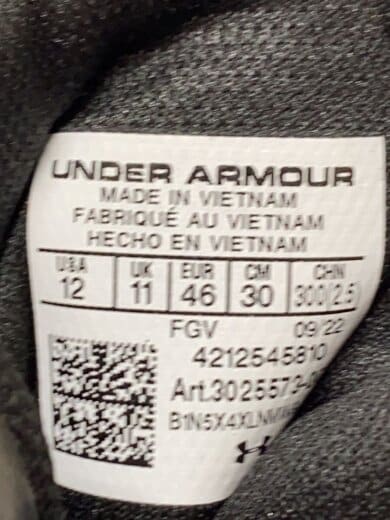 UNDER ARMOUR
MADE IN VIETNAM
FABRIQUÉ AU VIETNAM
HECHO EN VIETNAM
USA UK EUR CM CHN
12 11 46 30 300(2.5)
FGV 09/22
4212545810
Art.3025573-